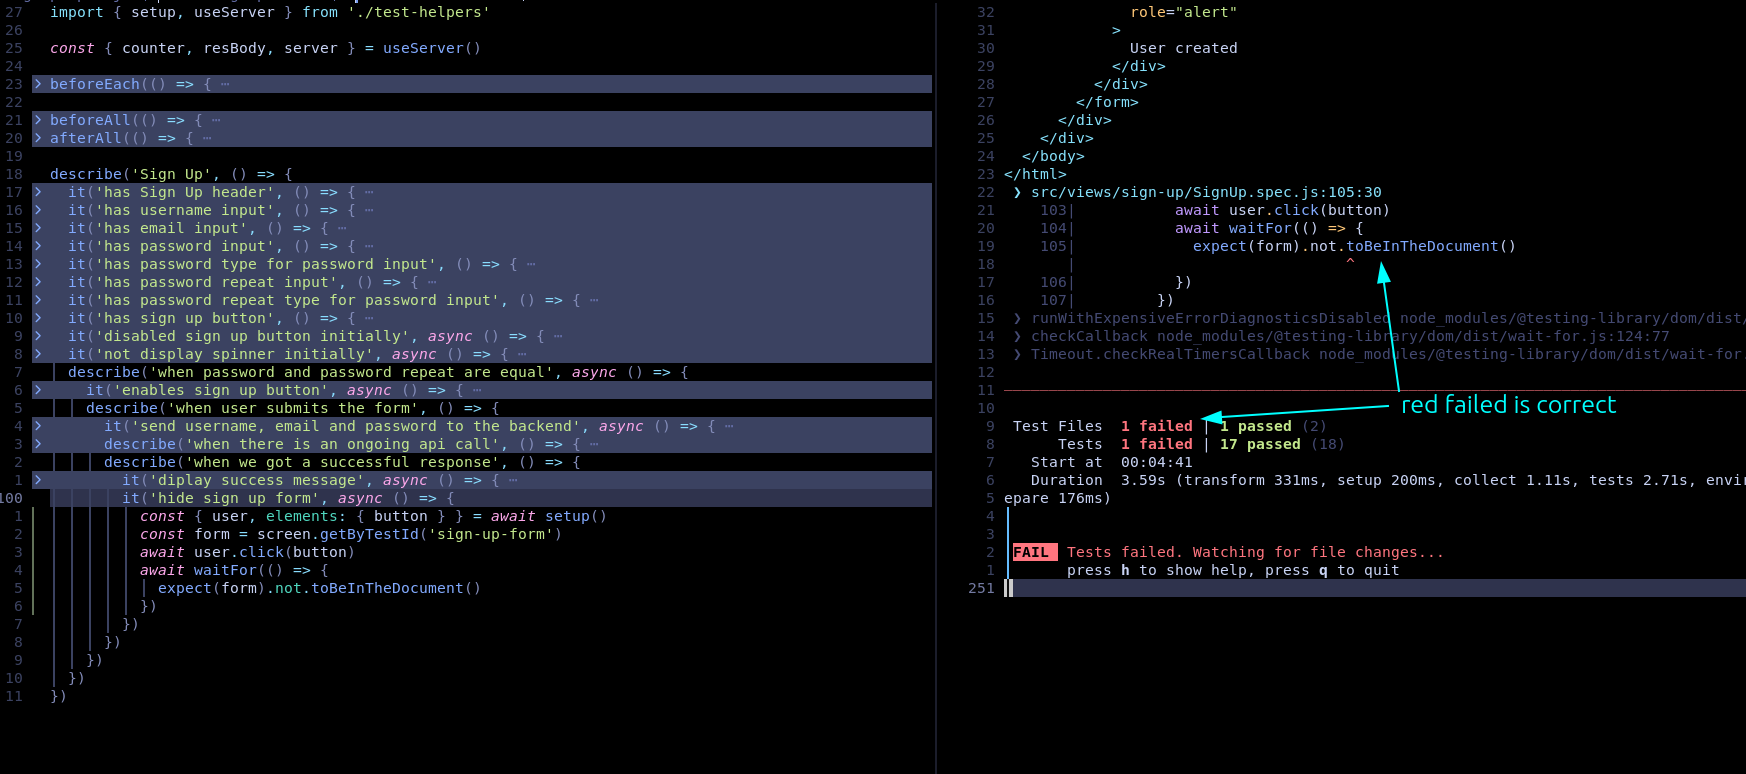 27 import { setup, useServer } from './test-helpers'
26
25 const { counter, resBody, server } = useServer()
24
23 > beforeEach(() => { ⋯
22
21 > beforeAll(() => { ⋯
20 > afterAll(() => { ⋯
19
18 describe('Sign Up', () => {
17 > it('has Sign Up header', () => { ⋯
16 > it('has username input', () => { ⋯
15 > it('has email input', () => { ⋯
14 > it('has password input', () => { ⋯
13 > it('has password type for password input', () => { ⋯
12 > it('has password repeat input', () => { ⋯
11 > it('has password repeat type for password input', () => { ⋯
10 > it('has sign up button', () => { ⋯
9 > it('disabled sign up button initially', async () => { ⋯
8 > it('not display spinner initially', async () => { ⋯
7 describe('when password and password repeat are equal', async () => {
6 > it('enables sign up button', async () => { ⋯
5 describe('when user submits the form', () => {
4 > it('send username, email and password to the backend', async () => { ⋯
3 > describe('when there is an ongoing api call', () => { ⋯
2 describe('when we got a successful response', () => {
1 > it('diplay success message', async () => { ⋯
100 it('hide sign up form', async () => {
1 const { user, elements: { button } } = await setup()
2 const form = screen.getByTestId('sign-up-form')
3 await user.click(button)
4 await waitFor(() => {
5 expect(form).not.toBeInTheDocument()
6 })
7 })
8 })
9 })
10 })
11 })
32 role="alert"
31 >
30 User created
29 </div>
28 </div>
27 </form>
26 </div>
25 </div>
24 </body>
23 </html>
22 ❯ src/views/sign-up/SignUp.spec.js:105:30
21 103| await user.click(button)
20 104| await waitFor(() => {
19 105| expect(form).not.toBeInTheDocument()
18 | ^
17 106| })
16 107| })
15 ❯ runWithExpensiveErrorDiagnosticsDisabled node_modules/@testing-library/dom/dist/
14 ❯ checkCallback node_modules/@testing-library/dom/dist/wait-for.js:124:77
13 ❯ Timeout.checkRealTimersCallback node_modules/@testing-library/dom/dist/wait-for.
12
11
10
red failed is correct
9 Test Files 1 failed | 1 passed (2)
8 Tests 1 failed | 17 passed (18)
7 Start at 00:04:41
6 Duration 3.59s (transform 331ms, setup 200ms, collect 1.11s, tests 2.71s, envir
5 epare 176ms)
4
3
2 FAIL Tests failed. Watching for file changes...
1 press h to show help, press q to quit
251